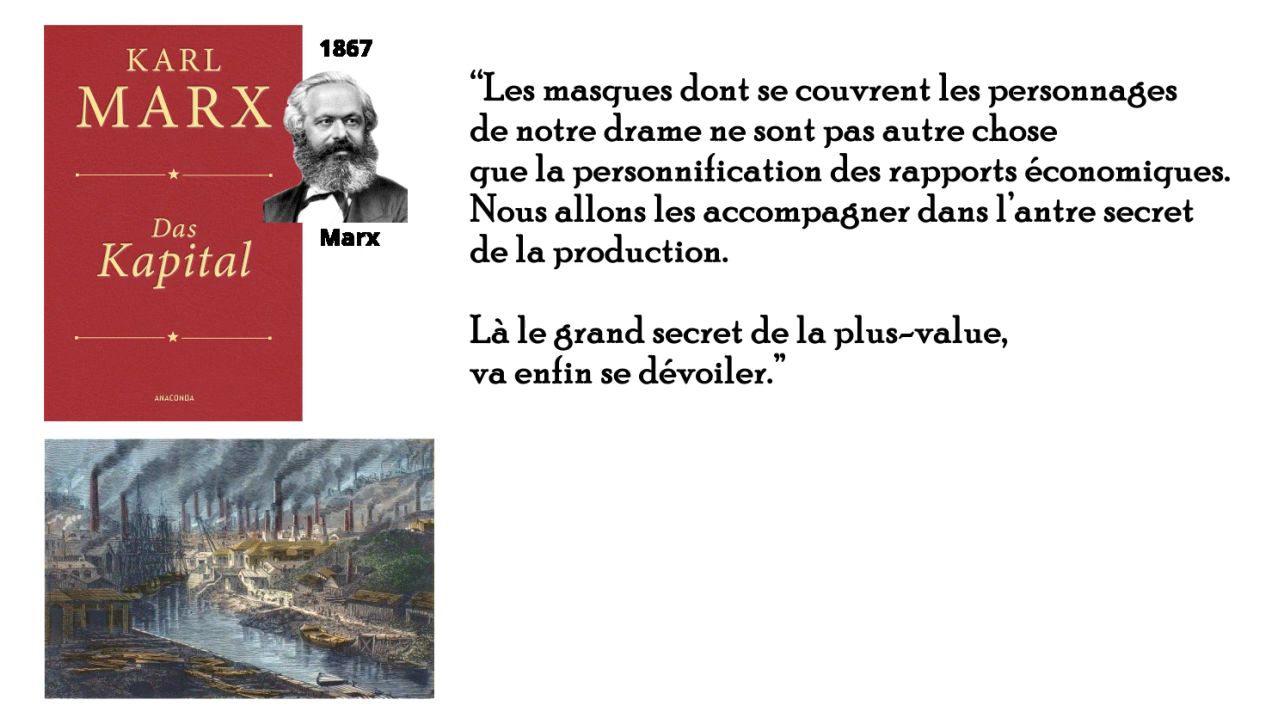 KARL
MARX
Das
Kapital
ANACONDA
1867
Marx
“Les masques dont se couvrent les personnages
de notre drame ne sont pas autre chose
que la personnification des rapports économiques.
Nous allons les accompagner dans l’antre secret
de la production.
Là le grand secret de la plus-value,
va enfin se dévoiler.”